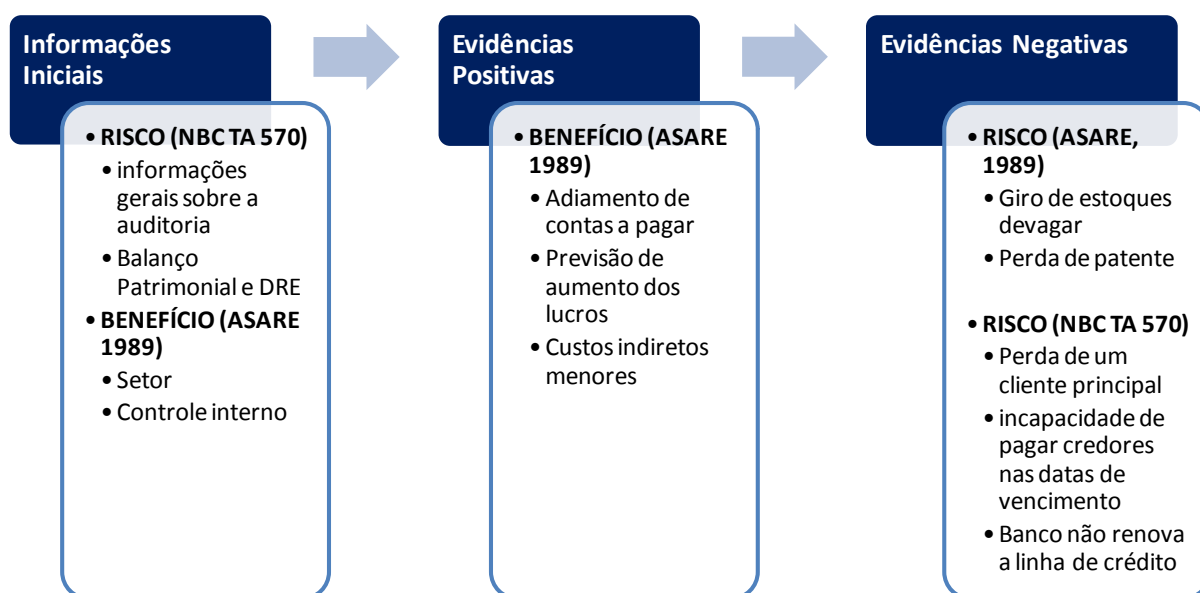 Informações
Iniciais
• RISCO (NBC TA 570)
• informações
gerais sobre a
auditoria
• Balanço
Patrimonial e DRE
• BENEFÍCIO (ASARE
1989)
• Setor
• Controle interno
Evidências
Positivas
• BENEFÍCIO (ASARE
1989)
• Adiamento de
contas a pagar
• Previsão de
aumento dos
lucros
• Custos indiretos
menores
Evidências Negativas
• RISCO (ASARE,
1989)
• Giro de estoques
devagar
• Perda de patente
• RISCO (NBC TA 570)
• Perda de um
cliente principal
• incapacidade de
pagar credores
nas datas de
vencimento
• Banco não renova
a linha de crédito